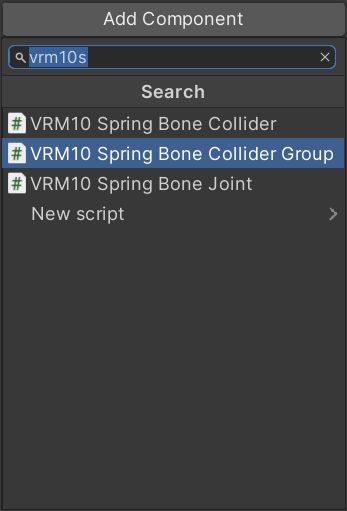 Add Component
vrm10s
Search
VRM10 Spring Bone Collider
VRM10 Spring Bone Collider Group
VRM10 Spring Bone Joint
New script